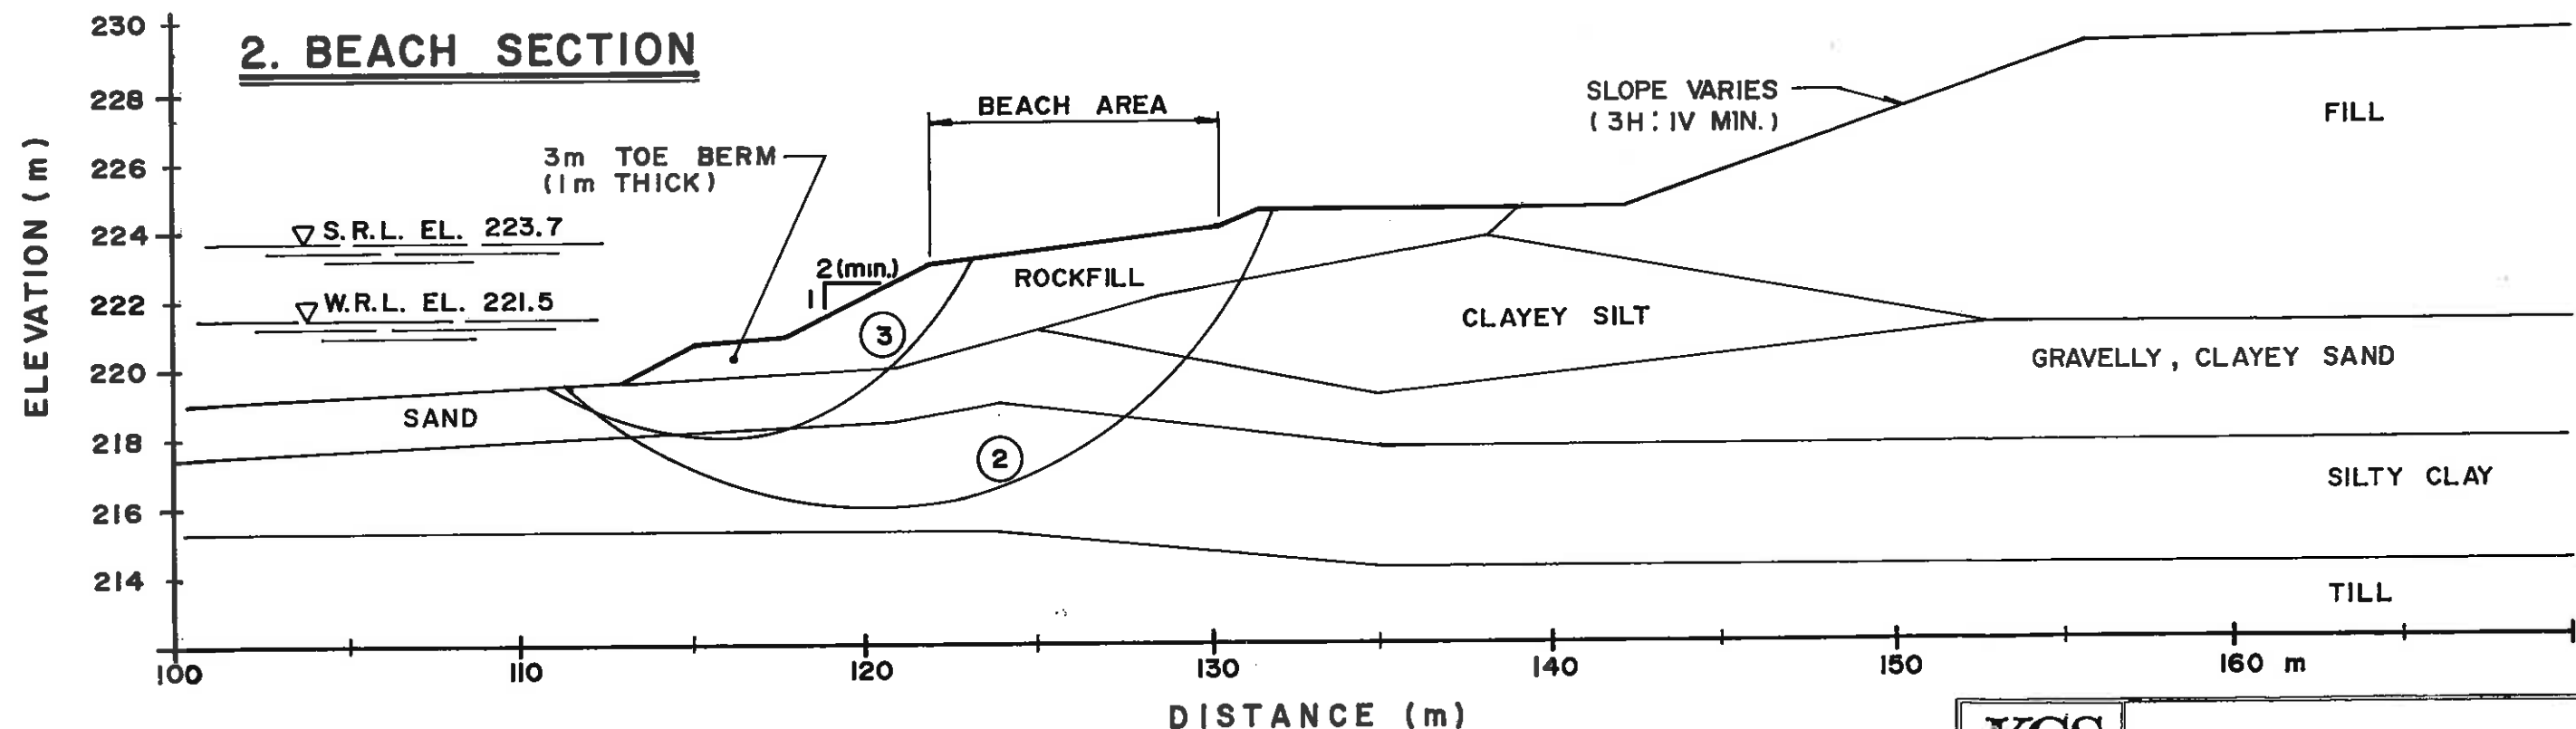 2. BEACH SECTION
230
228
226
224
222
220
218
216
214
ELEVATION (m)
BEACH AREA
SLOPE VARIES
(3H:1V MIN.)
FILL
3m TOE BERM
(1m THICK)
S.R.L. EL. 223.7
W.R.L. EL. 221.5
2(min.)
1
ROCKFILL
3
CLAYEY SILT
GRAVELLY, CLAYEY SAND
SAND
2
SILTY CLAY
TILL
100 110 120 130 140 150 160 m
DISTANCE (m)
KGS